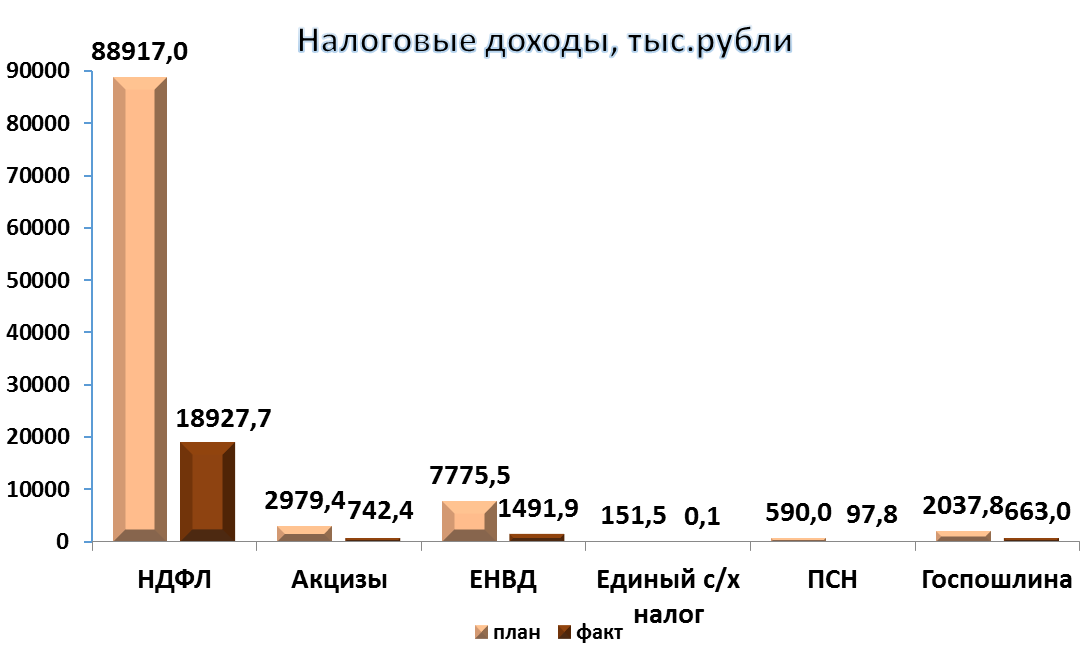 Налоговые доходы, тыс.рубли
88917,0
90000
80000
70000
60000
50000
40000
30000
20000
10000
0
18927,7
2979,4
742,4
7775,5
1491,9
151,5
0,1
590,0
97,8
2037,8
663,0
НДФЛ
Акцизы
ЕНВД
Единый с/х
налог
ПСН
Госпошлина
план
факт